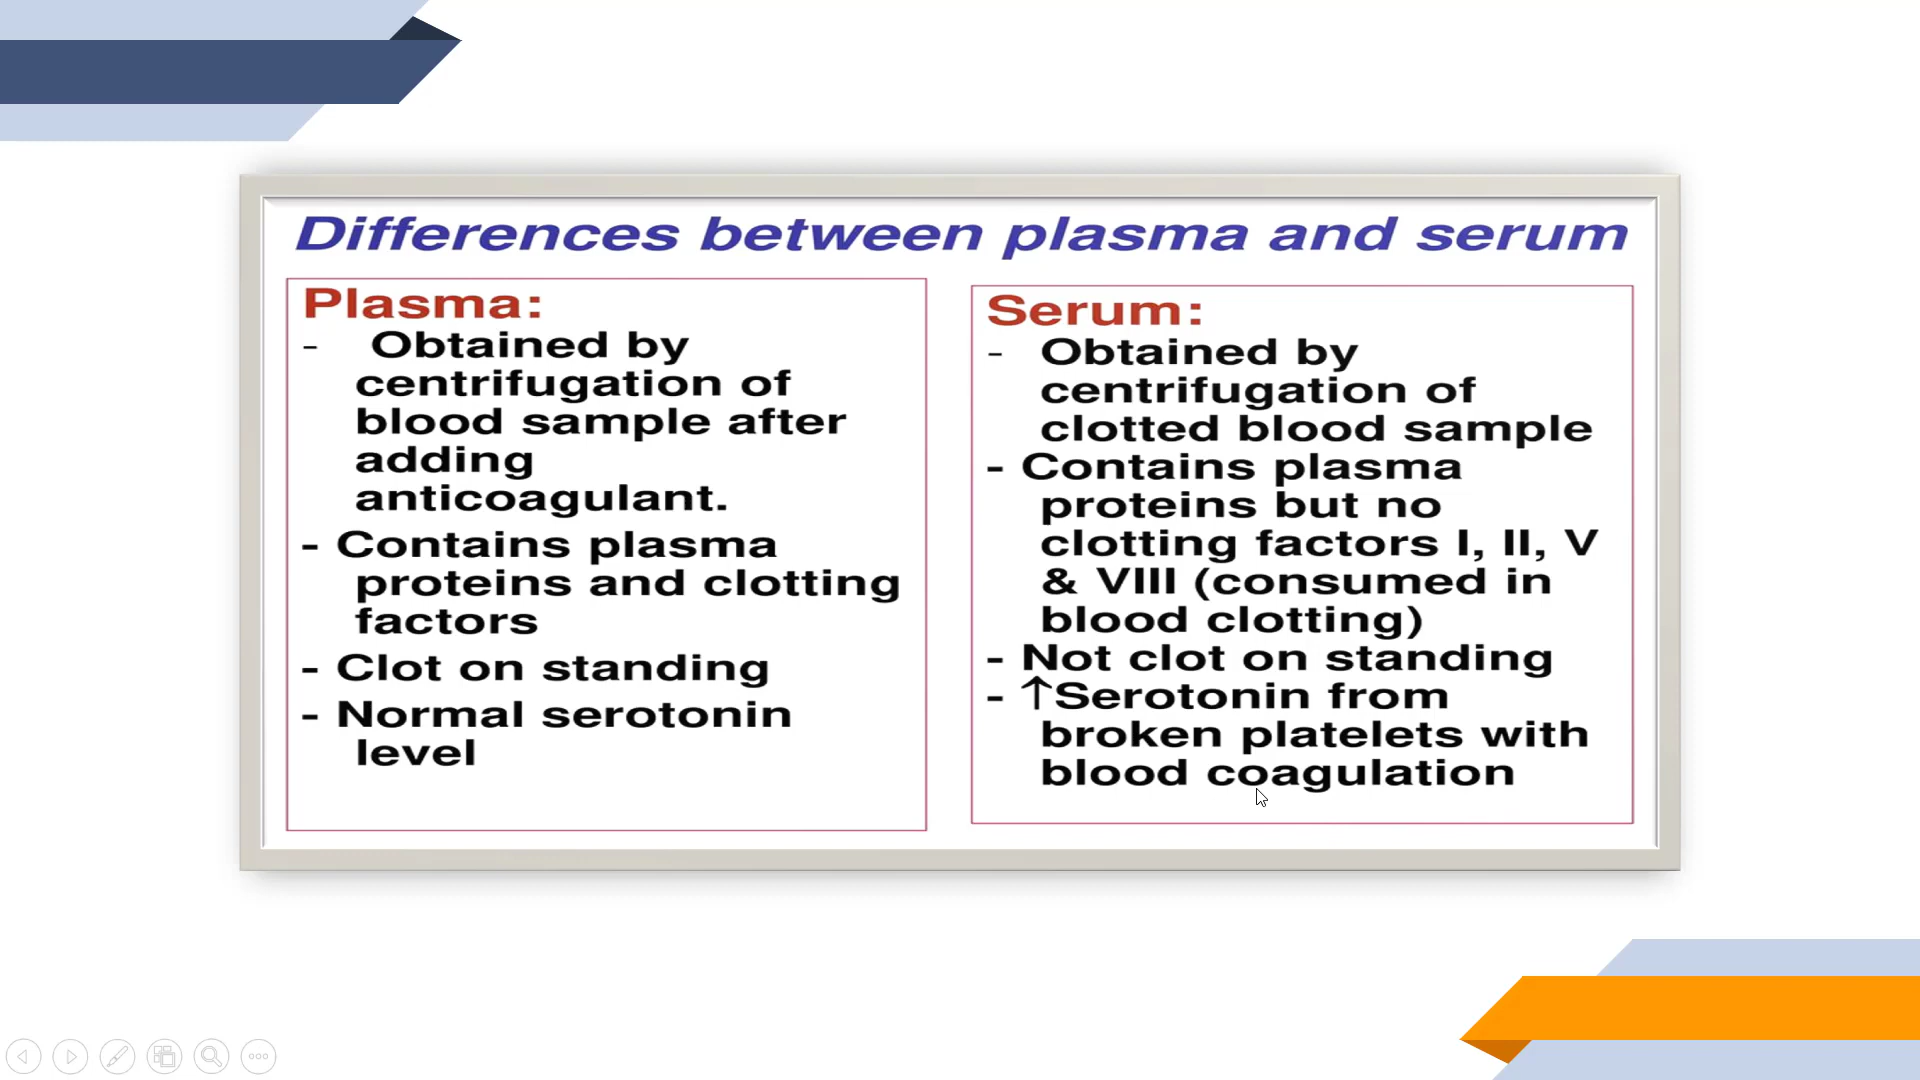 Differences between plasma and serum
Plasma:
- Obtained by
centrifugation of
blood sample after
adding
anticoagulant.
- Contains plasma
proteins and clotting
factors
- Clot on standing
- Normal serotonin
level
Serum:
- Obtained by
centrifugation of
clotted blood sample
- Contains plasma
proteins but no
clotting factors I, II, V
& VIII (consumed in
blood clotting)
- Not clot on standing
- ↑Serotonin from
broken platelets with
blood coagulation